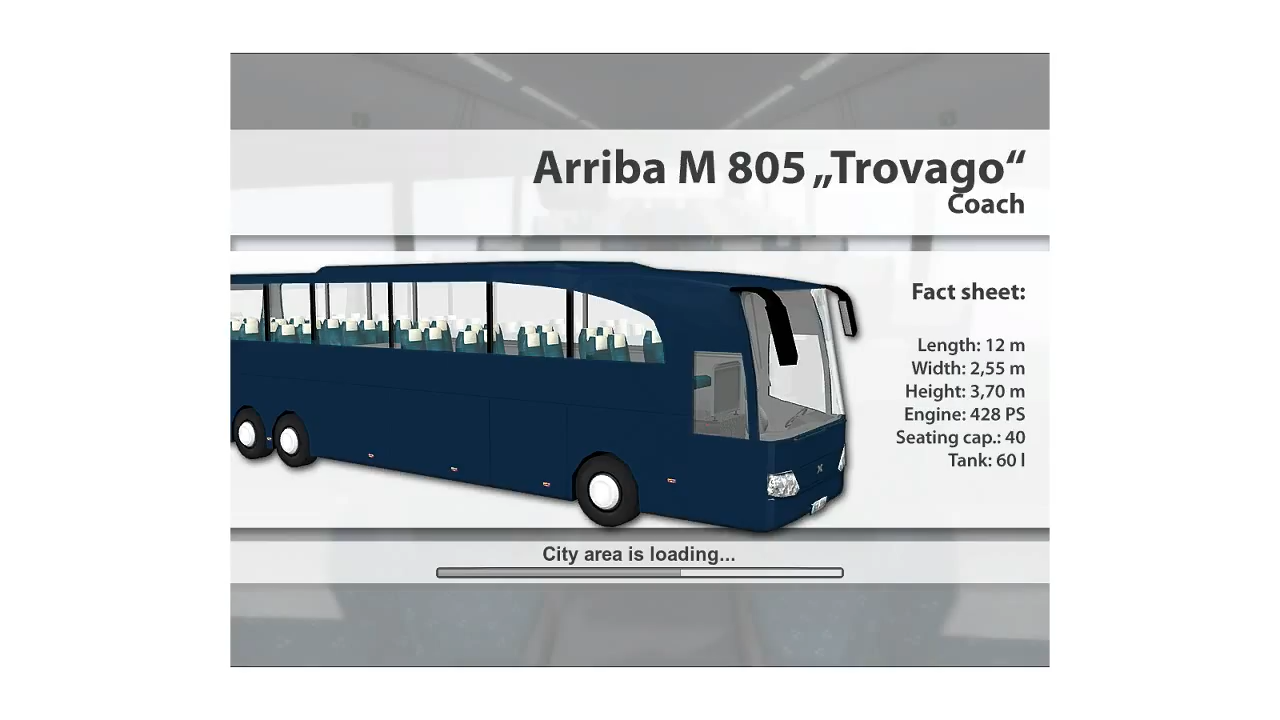 Arriba M 805 „Trovago“
Coach
Fact sheet:
Length: 12 m
Width: 2,55 m
Height: 3,70 m
Engine: 428 PS
Seating cap.: 40
Tank: 60 l
City area is loading...